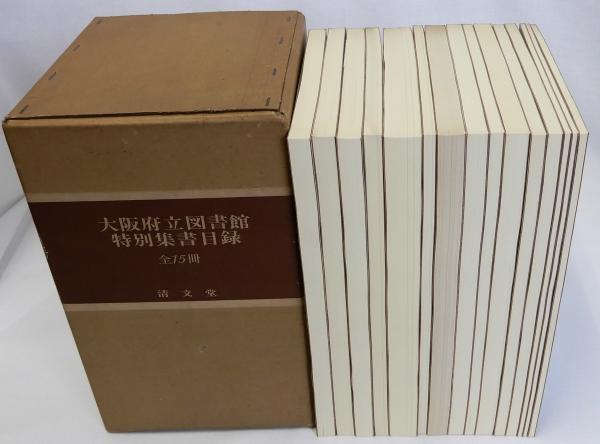 大阪府立図書館
特別集書目録
全15冊
清文堂